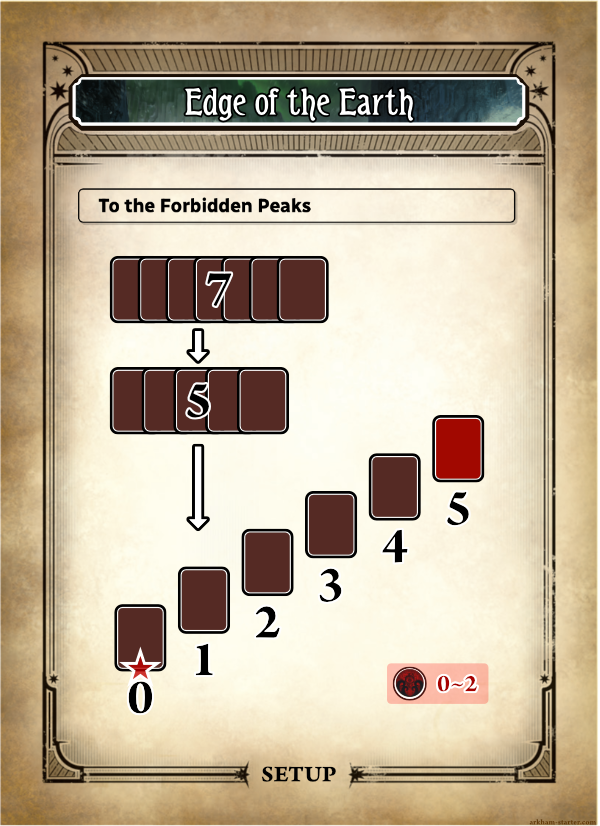 Edge of the Earth
To the Forbidden Peaks
7
5
5
4
3
2
1
0
0~2
SETUP
arkham-starter.com